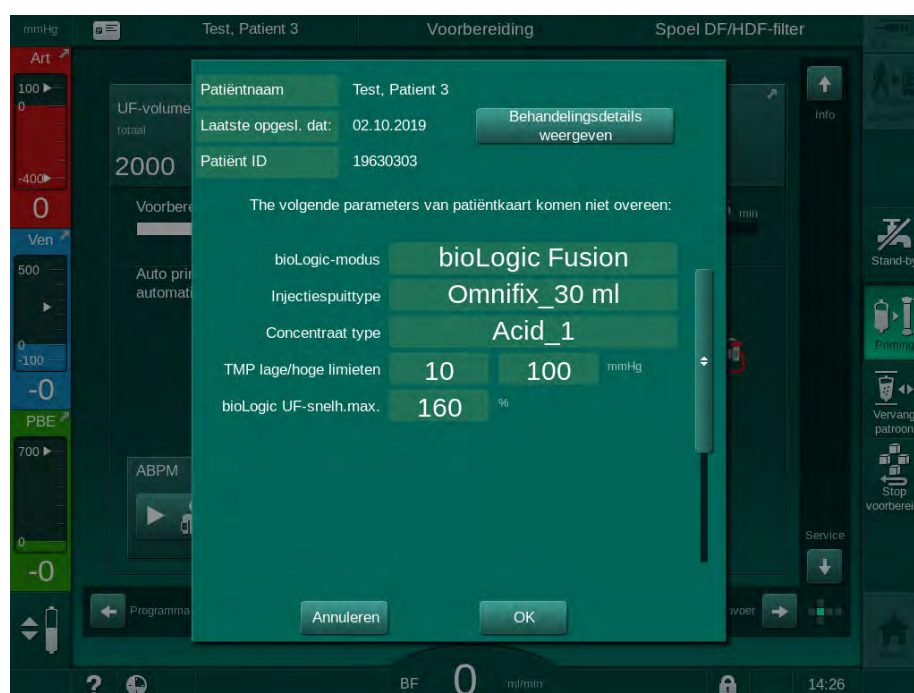 mmHg
Test, Patient 3
Voorbereiding
Spoel DF/HDF-filter
Art
100
0
-400
0
Ven
500
0
-100
-0
PBE
700
0
-0
UF-volume
totaal
2000
Voorbere
min
Auto prin
automati
ABPM
Programma
Patiëntnaam Test, Patient 3
Laatste opgesl. dat: 02.10.2019
Behandelingsdetails
weergeven
Patiënt ID 19630303
The volgende parameters van patiëntkaart komen niet overeen:
bioLogic-modus bioLogic Fusion
Injectiespuittype Omnifix_30 ml
Concentraat type Acid_1
TMP lage/hoge limieten 10 100 mmHg
bioLogic UF-snelh.max. 160 %
Annuleren
OK
Info
Service
nvoer
Stand-by
Priming
Vervang
patroon
Stop
voorberei
?
BF 0 ml/min
14:26